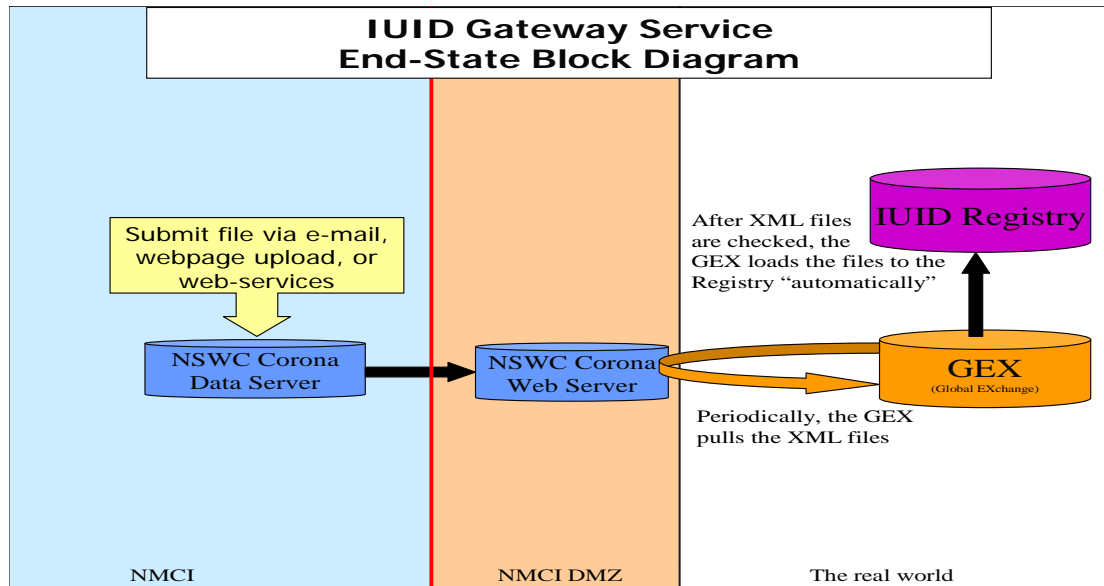 IUID Gateway Service
End-State Block Diagram
Submit file via e-mail,
webpage upload, or
web-services
NSWC Corona
Data Server
NSWC Corona
Web Server
After XML files
are checked, the
GEX loads the files to the
Registry “automatically”
IUID Registry
GEX
(Global EXchange)
Periodically, the GEX
pulls the XML files
NMCI
NMCI DMZ
The real world